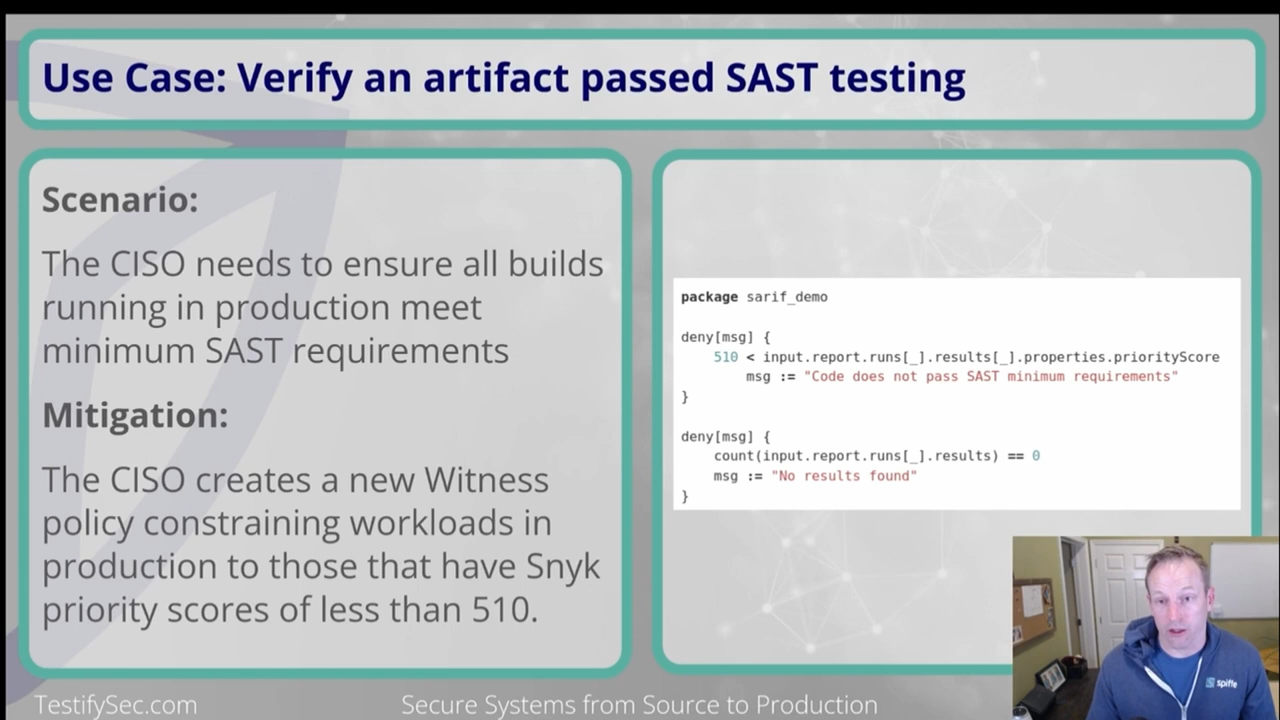 Use Case: Verify an artifact passed SAST testing
Scenario:
The CISO needs to ensure all builds
running in production meet
minimum SAST requirements
Mitigation:
The CISO creates a new Witness
policy constraining workloads in
production to those that have Snyk
priority scores of less than 510.
package sarif_demo
deny[msg] {
    510 < input.report.runs[_].results[_].properties.priorityScore
        msg := "Code does not pass SAST minimum requirements"
}
deny[msg] {
    count(input.report.runs[_].results) == 0
    msg := "No results found"
}
spiffe
TestifySec.com
Secure Systems from Source to Production